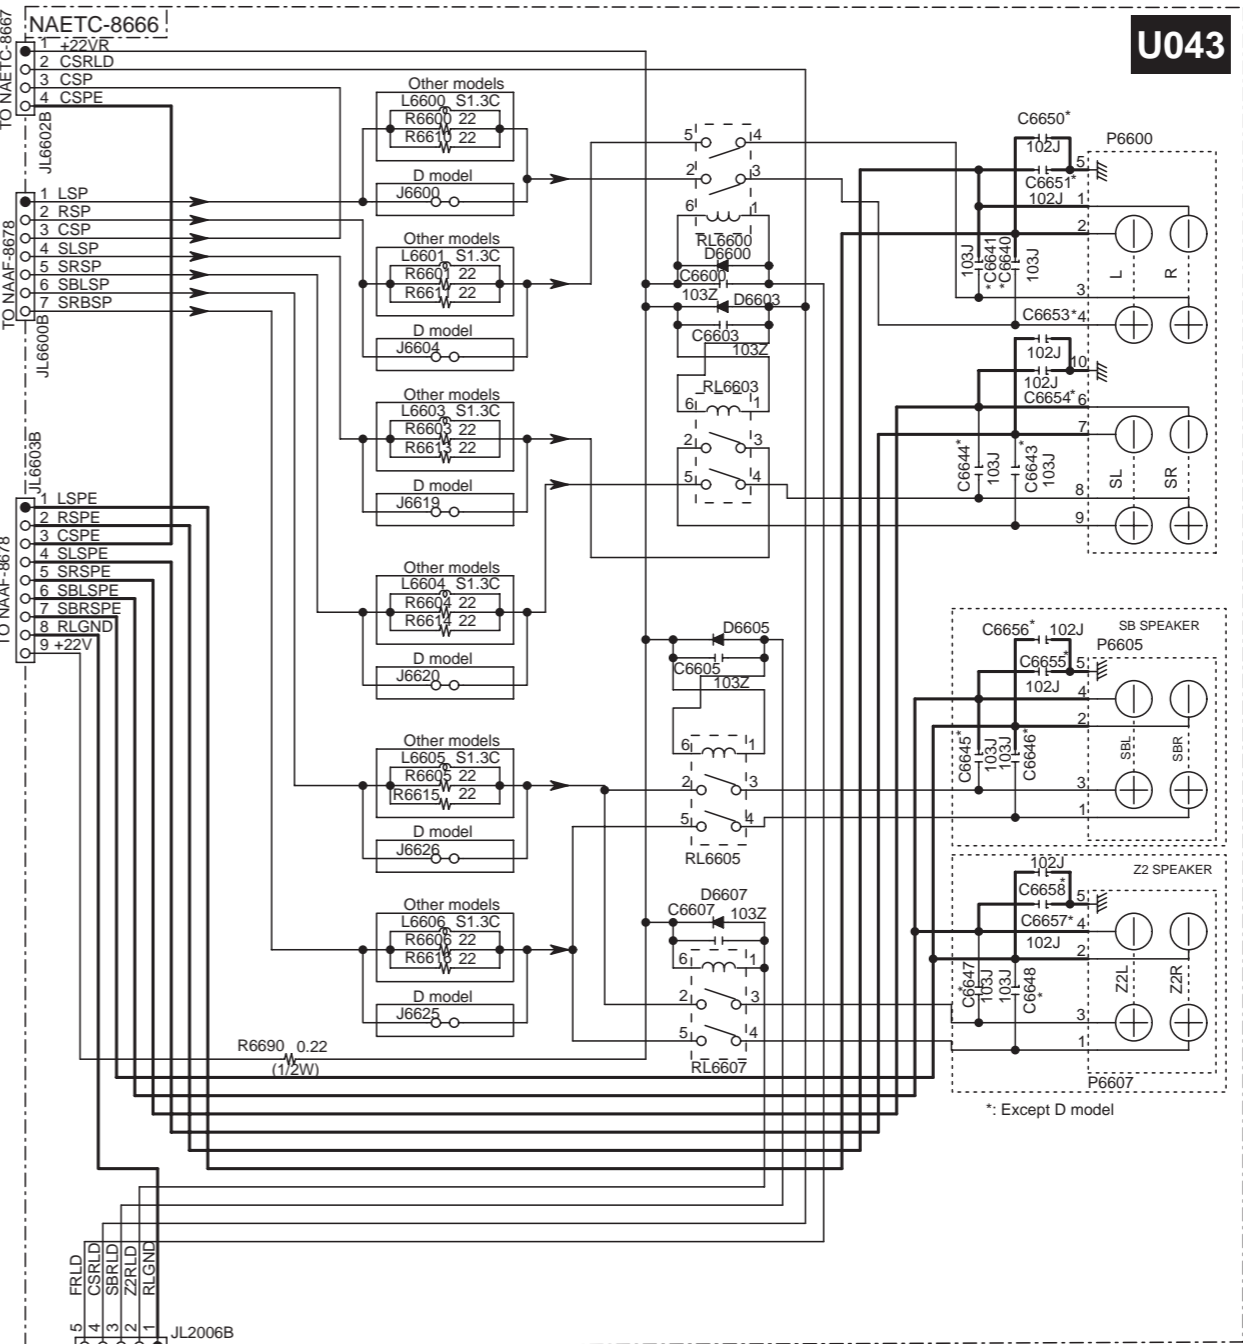 NAETC-8666
U043
TO NAETC-8667
1 +22VR
2 CSRLD
3 CSP
4 CSPE
JL6602B
TO NAAF-8678
1 LSP
2 RSP
3 CSP
4 SLSP
5 SRSP
6 SBLSP
7 SRBSP
JL6600B
JL6603B
TO NAAF-8678
1 LSPE
2 RSPE
3 CSPE
4 SLSPE
5 SRSPE
6 SBLSPE
7 SBRSPE
8 RLGND
9 +22V
Other models
L6600 S1.3C
R6600 22
R6610 22
D model
J6600
Other models
L6601 S1.3C
R6601 22
R6611 22
D model
J6604
Other models
L6603 S1.3C
R6603 22
R6613 22
D model
J6619
Other models
L6604 S1.3C
R6604 22
R6614 22
D model
J6620
Other models
L6605 S1.3C
R6605 22
R6615 22
D model
J6626
Other models
L6606 S1.3C
R6606 22
R6616 22
D model
J6625
R6690 0.22
(1/2W)
5 4
2 3
6 1
RL6600
D6600
C6600
103Z
D6603
C6603
103Z
RL6603
6 1
2 3
5 4
D6605
C6605
103Z
6 1
2 3
5 4
RL6605
D6607
C6607 103Z
6 1
2 3
5 4
RL6607
C6650*
102J
C6651*
102J
P6600
5
1
2
3
4
103J
*C6641
*C6640
103J
L
R
C6653*
102J
102J
C6654*
10
6
7
8
9
C6644*
103J
C6643*
103J
SL
SR
SB SPEAKER
C6656* 102J
P6605
C6655*
102J
5
4
2
3
1
C6645*
103J
103J
C6646*
SBL
SBR
Z2 SPEAKER
102J
C6658*
C6657*
102J
5
4
2
3
1
C6647*
103J
103J
C6648*
Z2L
Z2R
P6607
*: Except D model
FRLD
CSRLD
SBRLD
Z2RLD
RLGND
5 4 3 2 1
JL2006B